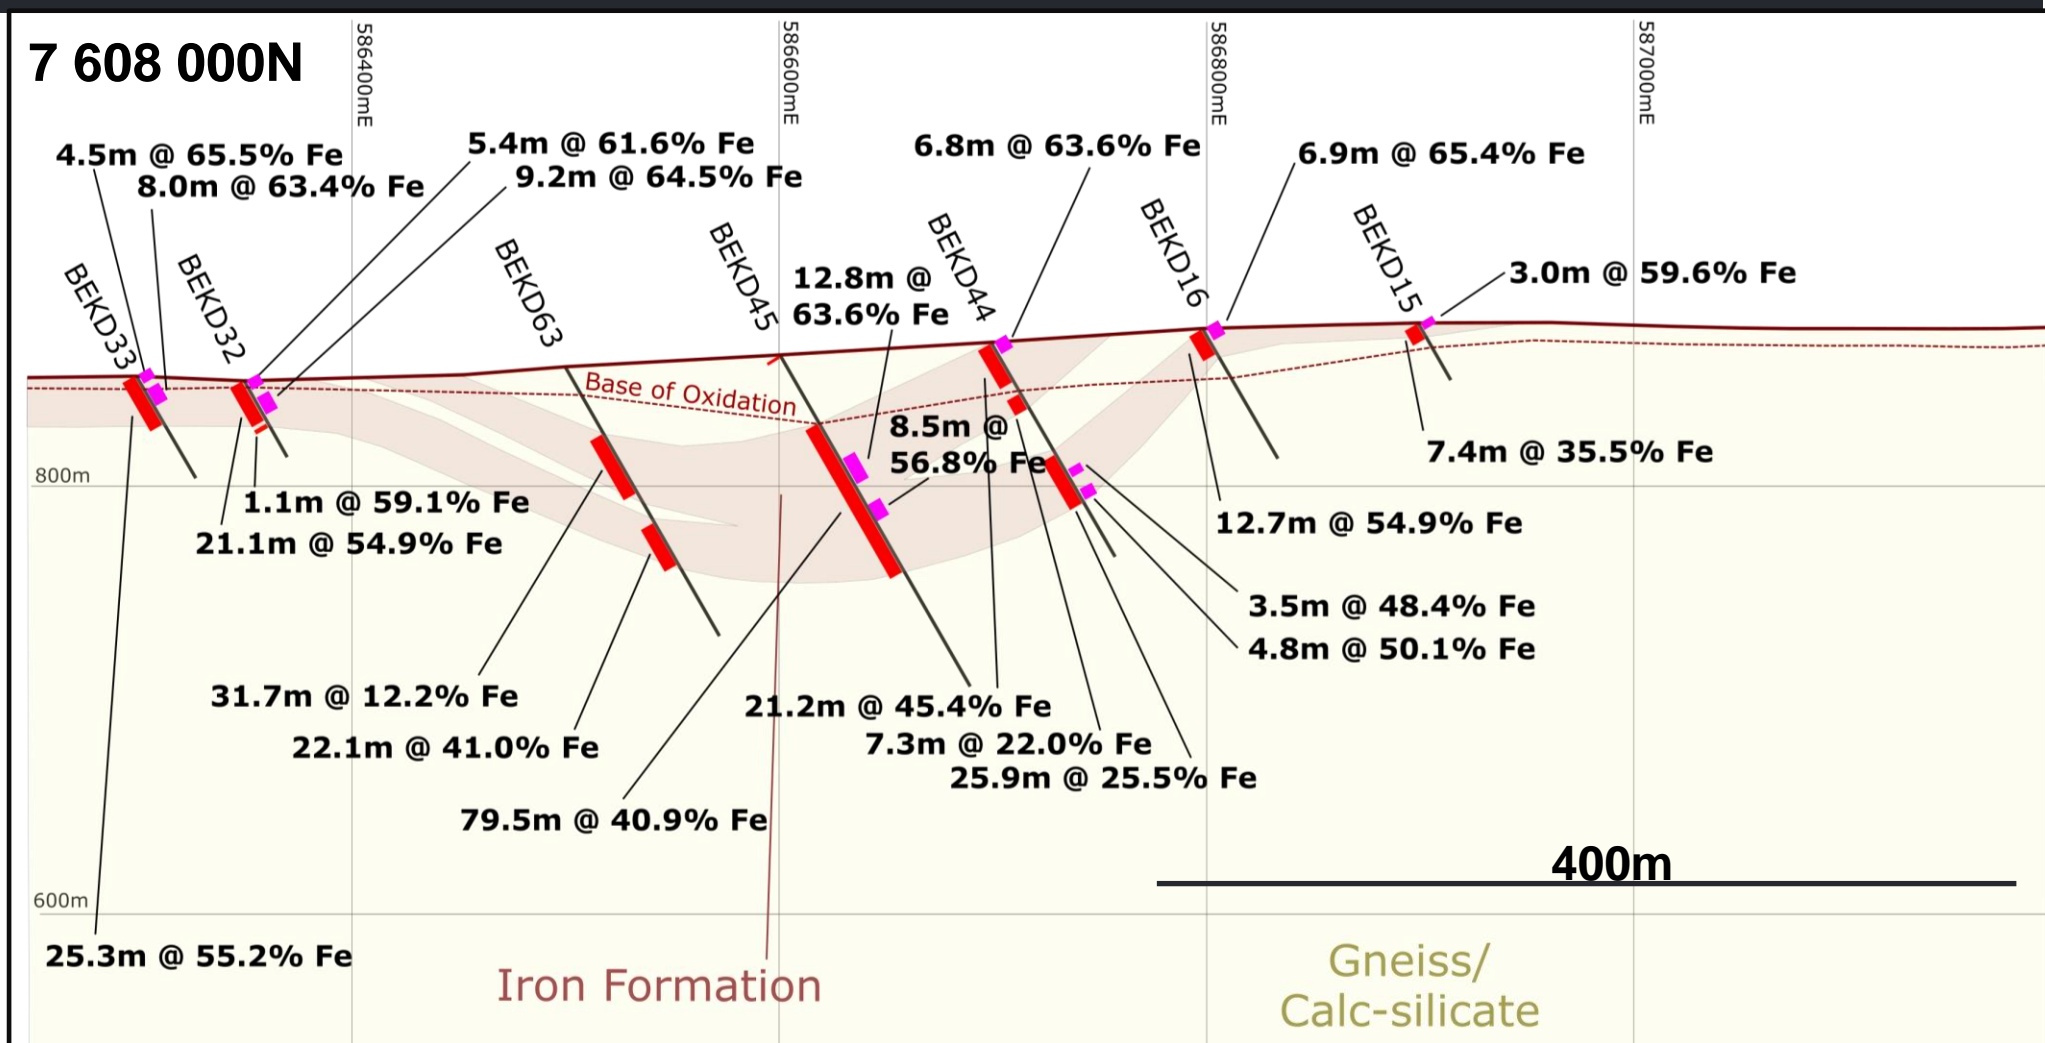 7 608 000N
586400mE
586600mE
586800mE
587000mE
4.5m @ 65.5% Fe
8.0m @ 63.4% Fe
5.4m @ 61.6% Fe
9.2m @ 64.5% Fe
6.8m @ 63.6% Fe
6.9m @ 65.4% Fe
BEKD33
BEKD32
BEKD63
BEKD45
BEKD44
BEKD16
BEKD15
12.8m @
63.6% Fe
3.0m @ 59.6% Fe
Base of Oxidation
8.5m @
56.8% Fe
7.4m @ 35.5% Fe
800m
1.1m @ 59.1% Fe
21.1m @ 54.9% Fe
12.7m @ 54.9% Fe
3.5m @ 48.4% Fe
4.8m @ 50.1% Fe
31.7m @ 12.2% Fe
22.1m @ 41.0% Fe
21.2m @ 45.4% Fe
7.3m @ 22.0% Fe
25.9m @ 25.5% Fe
79.5m @ 40.9% Fe
400m
600m
25.3m @ 55.2% Fe
Iron Formation
Gneiss/
Calc-silicate